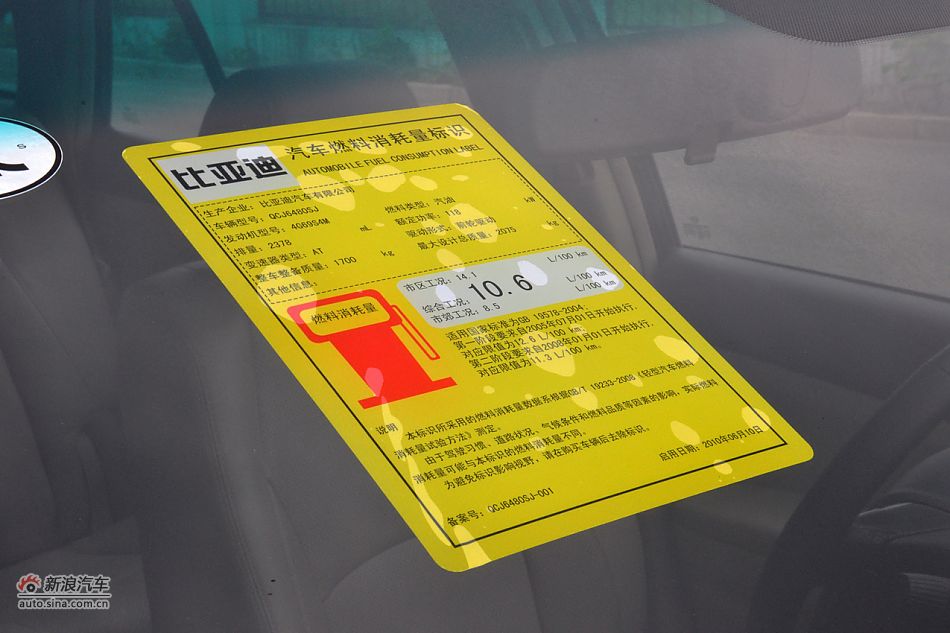 比亚迪 汽车燃料消耗量标识
AUTOMOBILE FUEL CONSUMPTION LABEL
生产企业：比亚迪汽车有限公司
车辆型号：QCJ6480SJ 燃料类型：汽油
发动机型号：4G69S4M 额定功率：118 kW
排量：2378 mL 驱动形式：前轮驱动
变速器类型：AT 最大设计总质量：2075 kg
整车整备质量：1700 kg
其他信息：
燃料消耗量
市区工况：14.1 L/100 km
综合工况：10.6 L/100 km
市郊工况：8.5 L/100 km
适用国家标准为GB 19578-2004.
第一阶段要求自2005年07月01日开始执行，
对应限值为12.6 L/100 km；
第二阶段要求自2008年01月01日开始执行，
对应限值为11.3 L/100 km。
说明 本标识所采用的燃料消耗量数据系根据GB/T 19233-2008《轻型汽车燃料
消耗量试验方法》测定。
由于驾驶习惯、道路状况、气候条件和燃料品质等因素的影响，实际燃料
消耗量可能与本标识的燃料消耗量不同。
为避免标识影响视野，请在购买车辆后去除标识。
启用日期：2010年06月10日
备案号：QCJ6480SJ-001
S
新浪汽车
auto.sina.com.cn